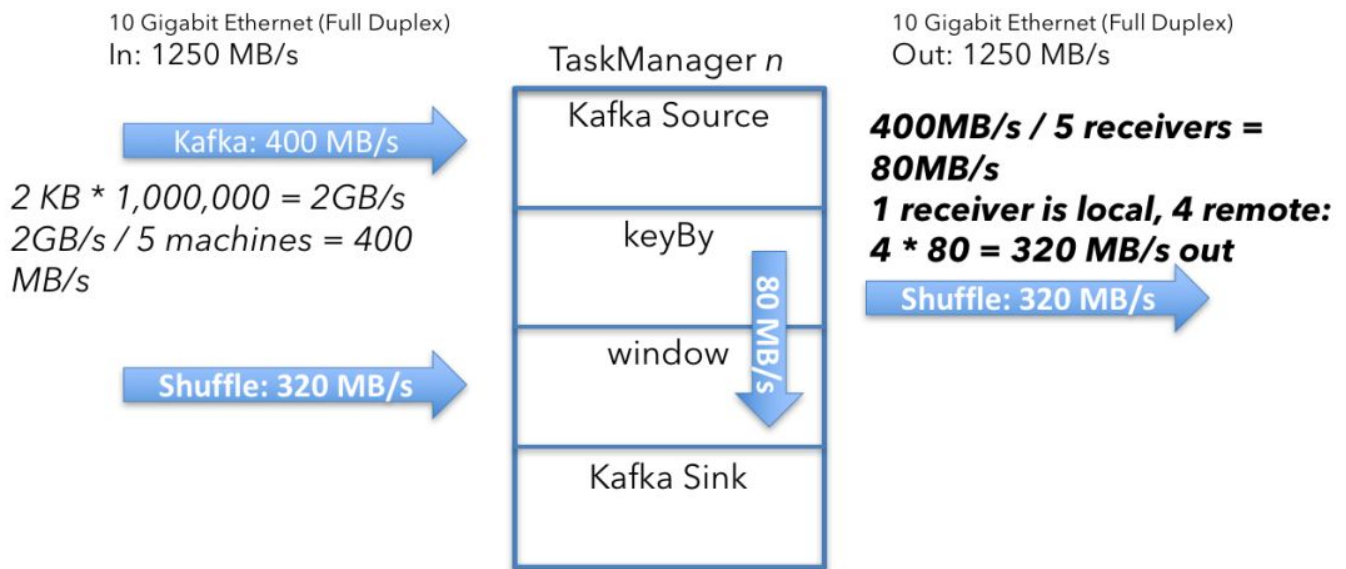 10 Gigabit Ethernet (Full Duplex)
In: 1250 MB/s
Kafka: 400 MB/s
2 KB * 1,000,000 = 2GB/s
2GB/s / 5 machines = 400
MB/s
Shuffle: 320 MB/s
TaskManager n
Kafka Source
keyBy
80 MB/s
window
Kafka Sink
10 Gigabit Ethernet (Full Duplex)
Out: 1250 MB/s
400MB/s / 5 receivers =
80MB/s
1 receiver is local, 4 remote:
4 * 80 = 320 MB/s out
Shuffle: 320 MB/s